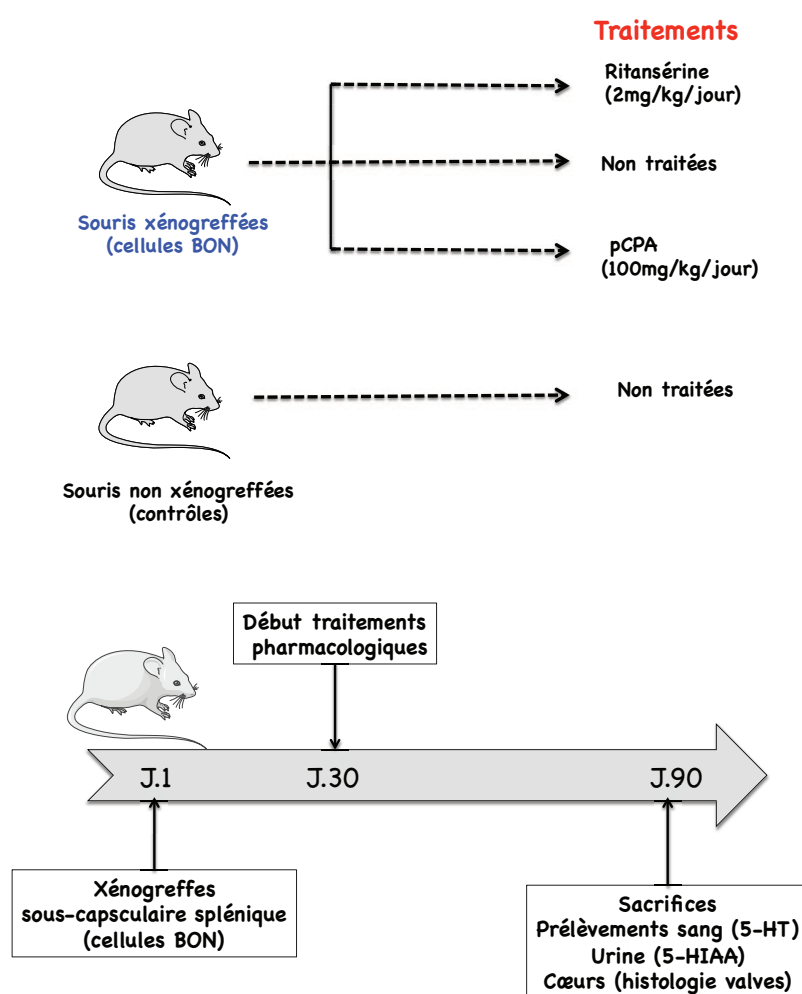 Traitements
Ritansérine
(2mg/kg/jour)
Non traitées
Souris xénogreffées
(cellules BON)
pCPA
(100mg/kg/jour)
Non traitées
Souris non xénogreffées
(contrôles)
Début traitements
pharmacologiques
J.1
J.30
J.90
Xénogreffes
sous-capsculaire splénique
(cellules BON)
Sacrifices
Prélèvements sang (5-HT)
Urine (5-HIAA)
Cœurs (histologie valves)